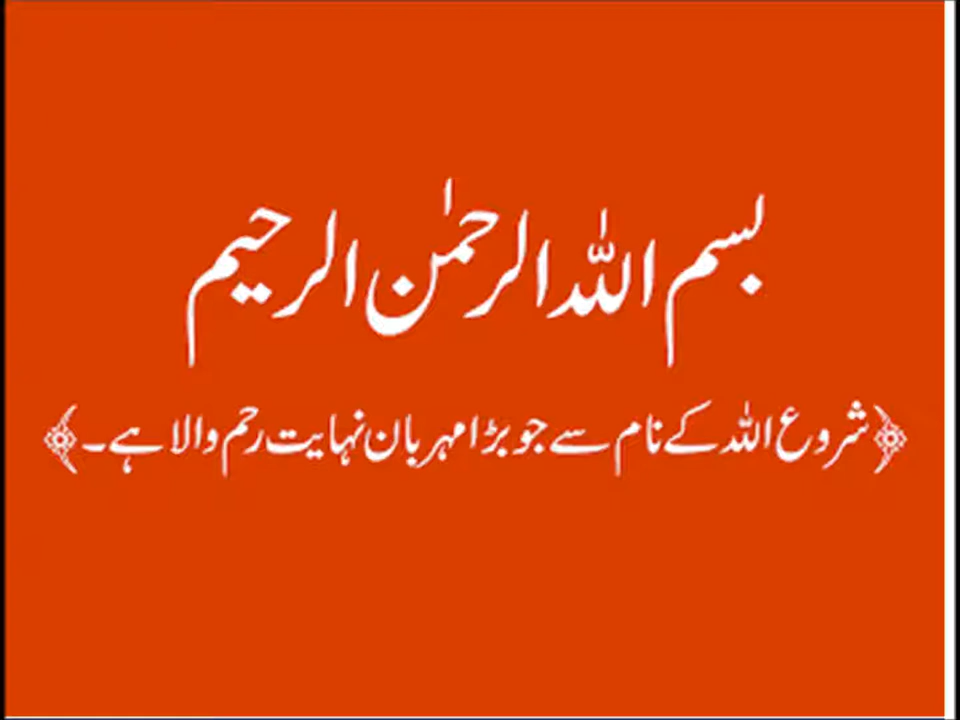 بسم اللہ الرحمٰن الرحیم
﴿شروع اللہ کے نام سے جو بڑا مہربان نہایت رحم والا ہے۔﴾